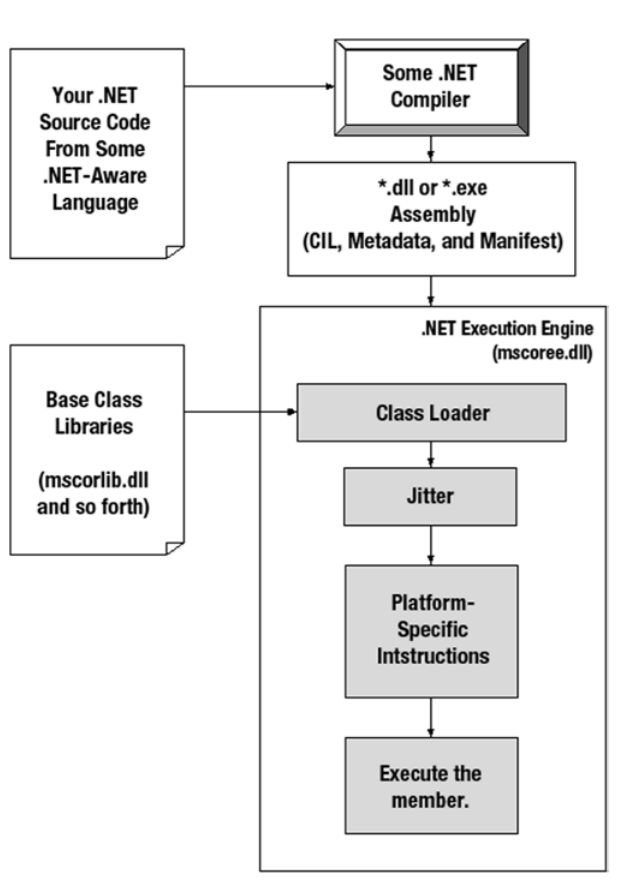 Your .NET
Source Code
From Some
.NET-Aware
Language
Some .NET
Compiler
*.dll or *.exe
Assembly
(CIL, Metadata, and Manifest)
.NET Execution Engine
(mscoree.dll)
Base Class
Libraries
(mscorlib.dll
and so forth)
Class Loader
Jitter
Platform-
Specific
Intstructions
Execute the
member.